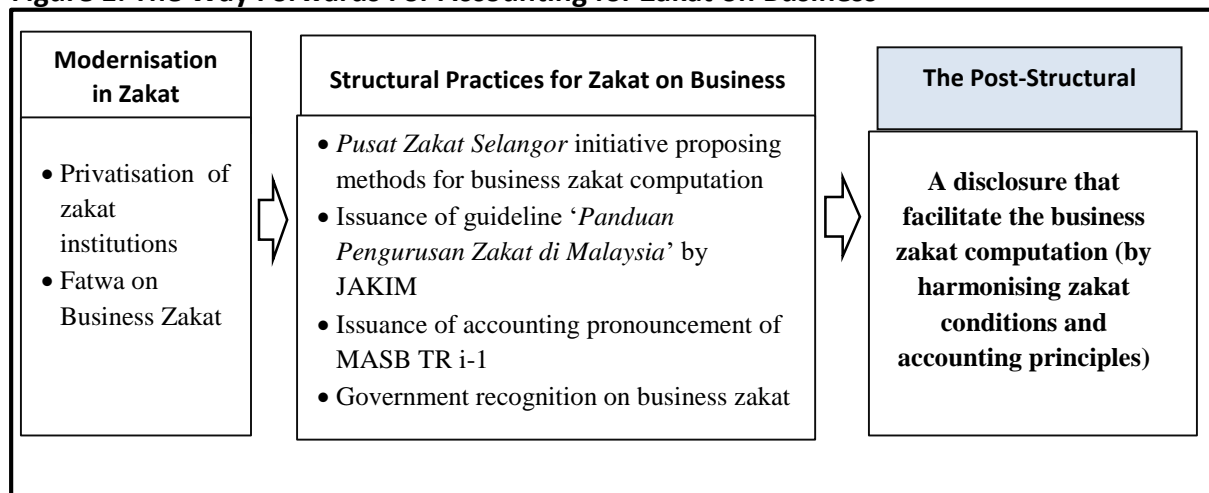 Modernisation
in Zakat
• Privatisation of
zakat
institutions
• Fatwa on
Business Zakat
Structural Practices for Zakat on Business
• Pusat Zakat Selangor initiative proposing
methods for business zakat computation
• Issuance of guideline ‘Panduan
Pengurusan Zakat di Malaysia’ by
JAKIM
• Issuance of accounting pronouncement of
MASB TR i-1
• Government recognition on business zakat
The Post-Structural
A disclosure that
facilitate the business
zakat computation (by
harmonising zakat
conditions and
accounting principles)